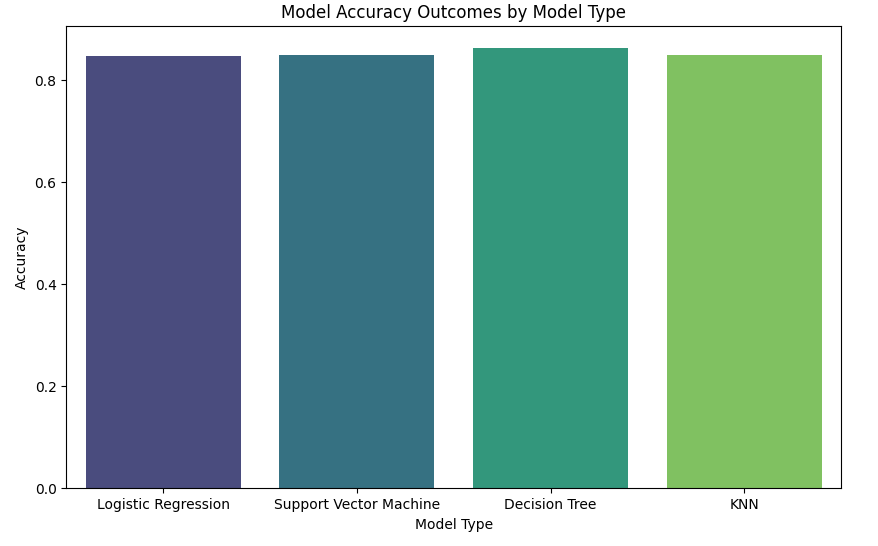 Model Accuracy Outcomes by Model Type
Accuracy
0.8
0.6
0.4
0.2
0.0
Logistic Regression
Support Vector Machine
Decision Tree
KNN
Model Type